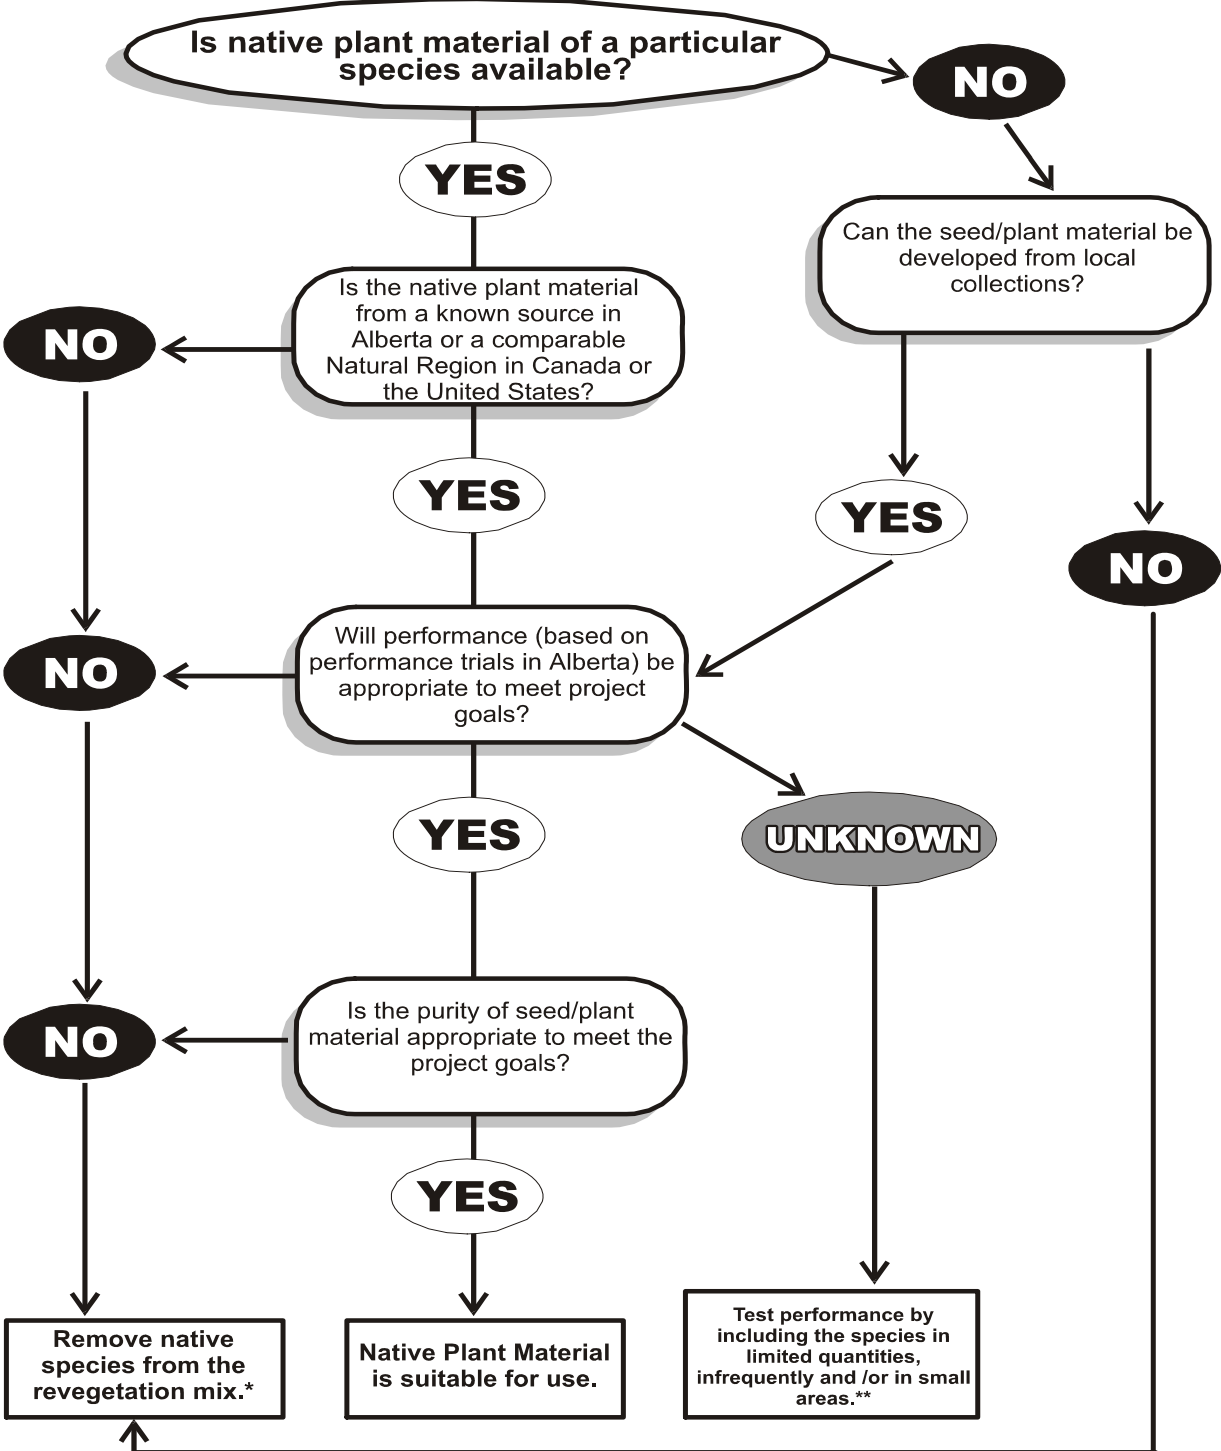 Is native plant material of a particular
species available?
NO
YES
Can the seed/plant material be
developed from local
collections?
Is the native plant material
from a known source in
Alberta or a comparable
Natural Region in Canada or
the United States?
NO
YES
YES
NO
Will performance (based on
performance trials in Alberta) be
appropriate to meet project
goals?
NO
YES
UNKNOWN
Is the purity of seed/plant
material appropriate to meet the
project goals?
NO
YES
Remove native
species from the
revegetation mix.*
Native Plant Material
is suitable for use.
Test performance by
including the species in
limited quantities,
infrequently and /or in small
areas.**